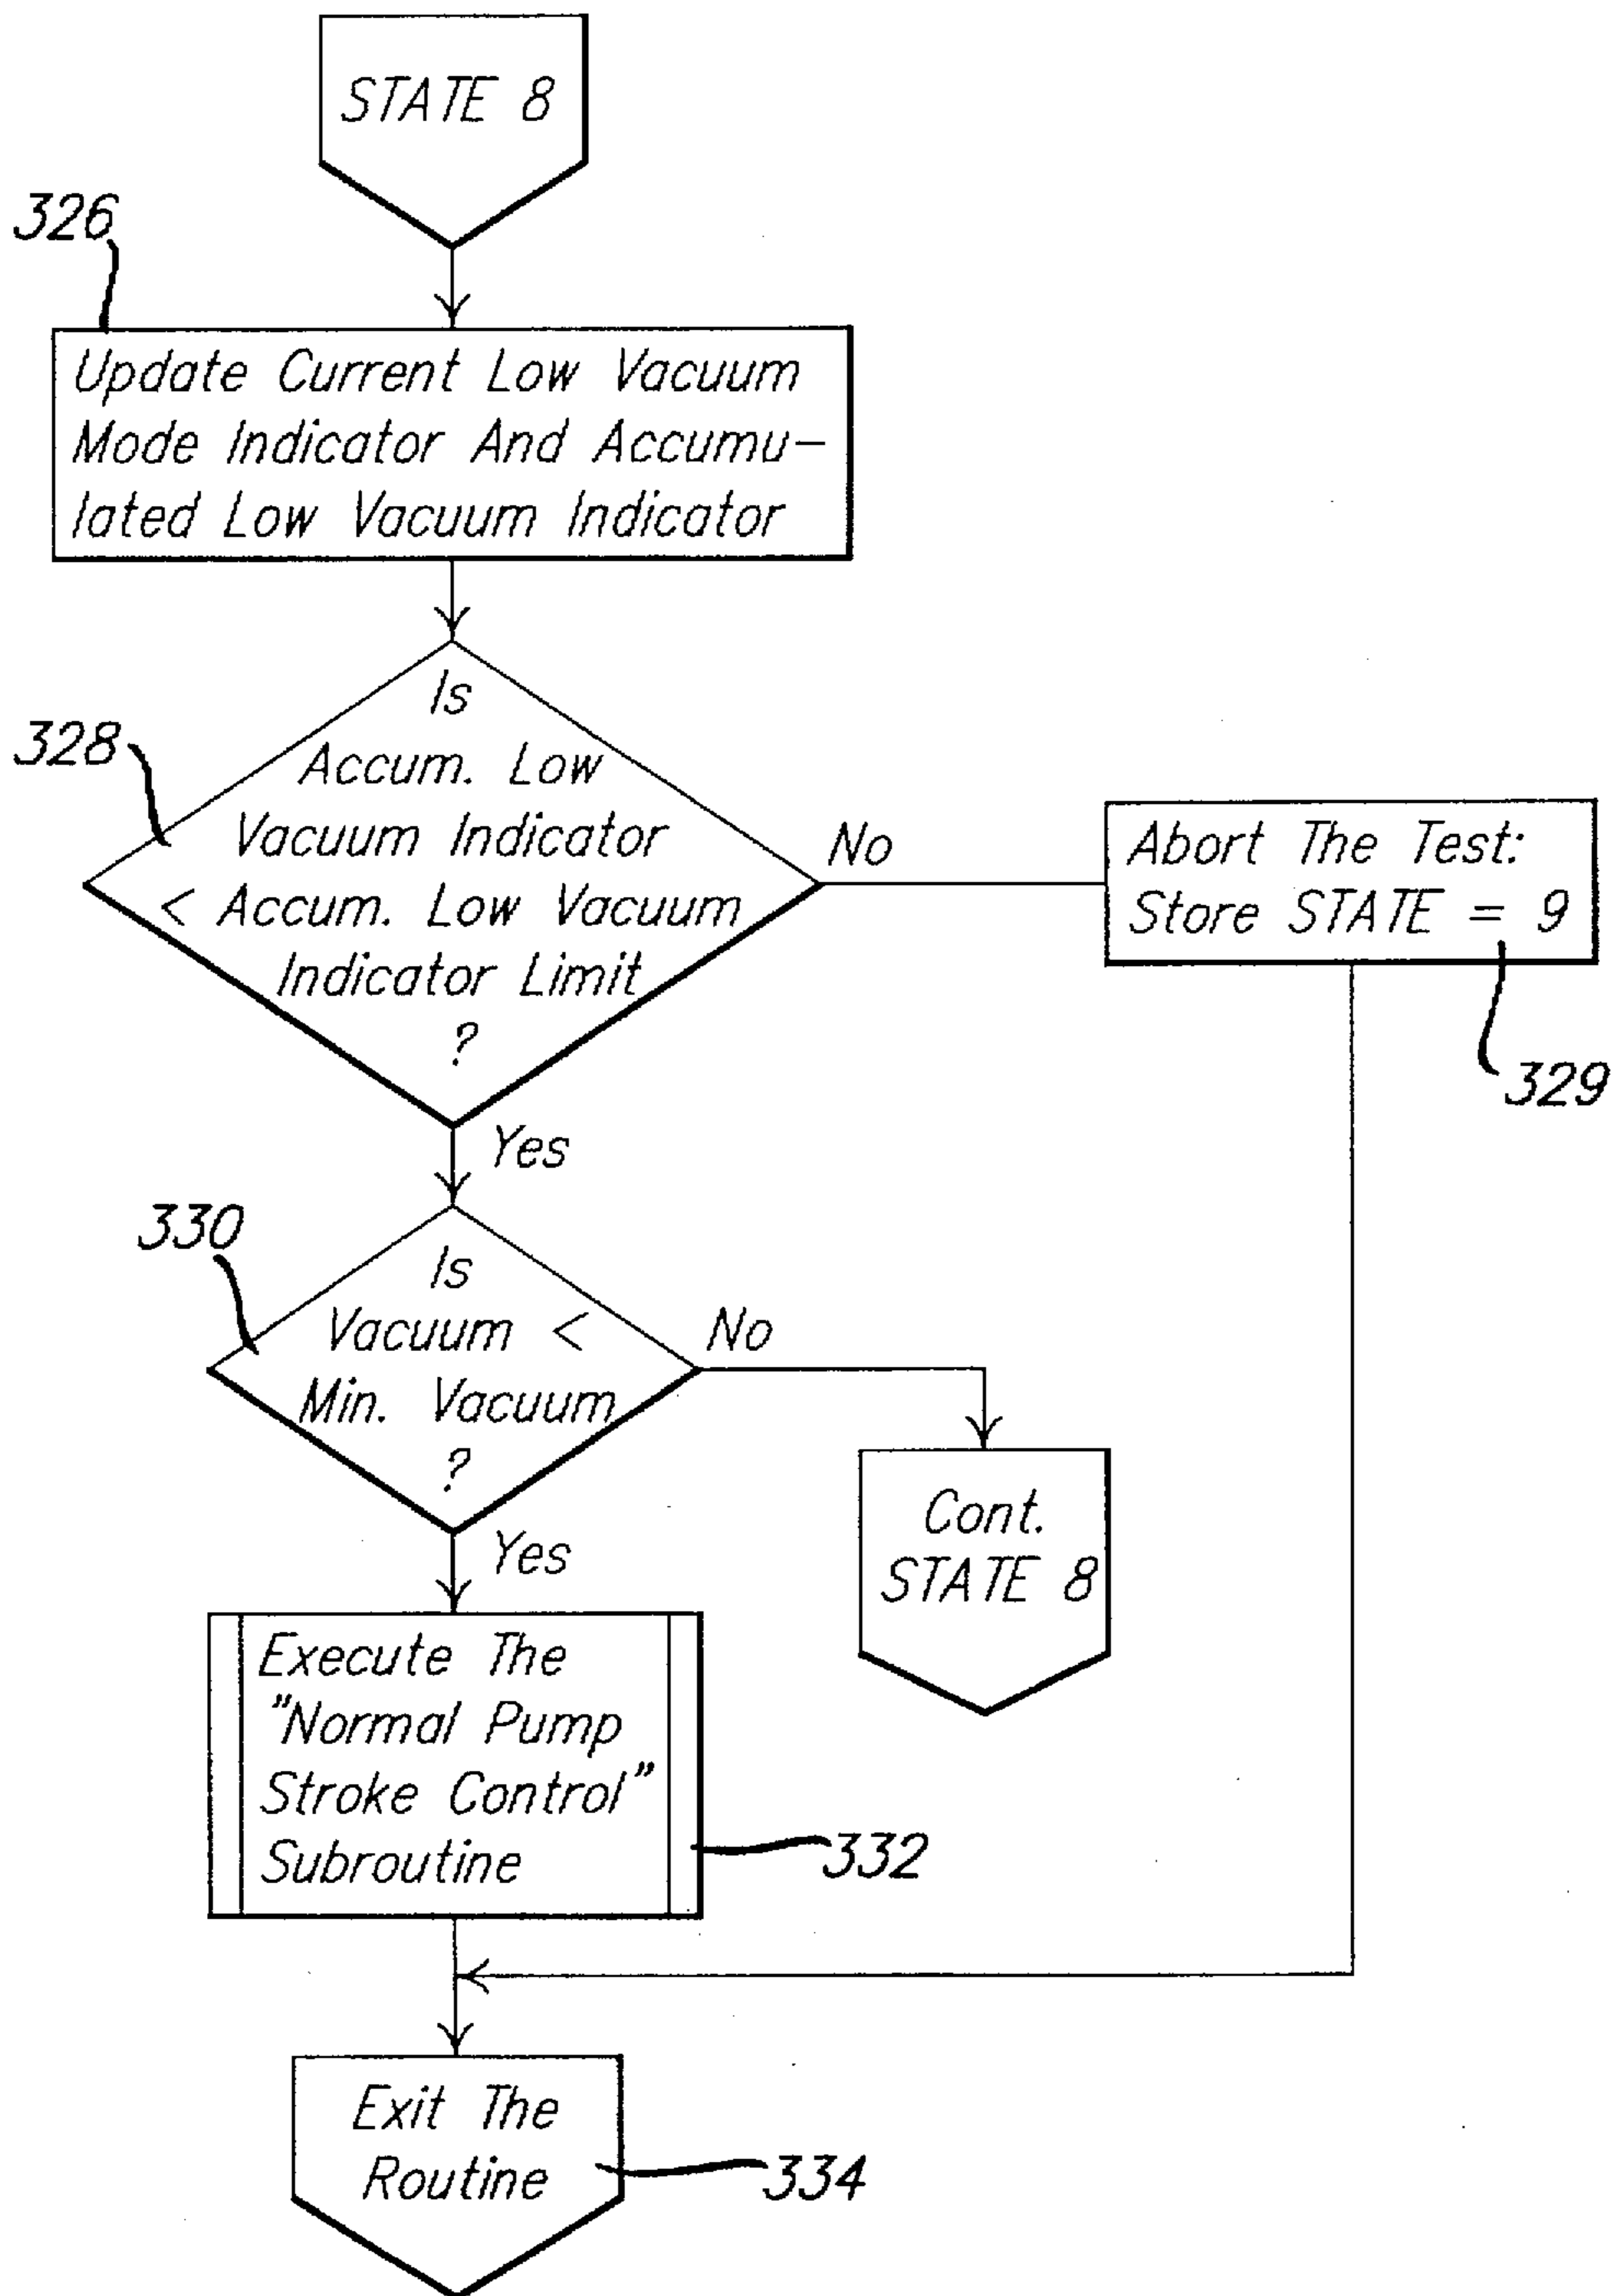 STATE 8
326
Update Current Low Vacuum
Mode Indicator And Accumu-
lated Low Vacuum Indicator
328
Is
Accum. Low
Vacuum Indicator
< Accum. Low Vacuum
Indicator Limit
?
No
Abort The Test:
Store STATE = 9
329
Yes
330
Is
Vacuum <
Min. Vacuum
?
No
Cont.
STATE 8
Yes
Execute The
"Normal Pump
Stroke Control"
Subroutine
332
Exit The
Routine
334